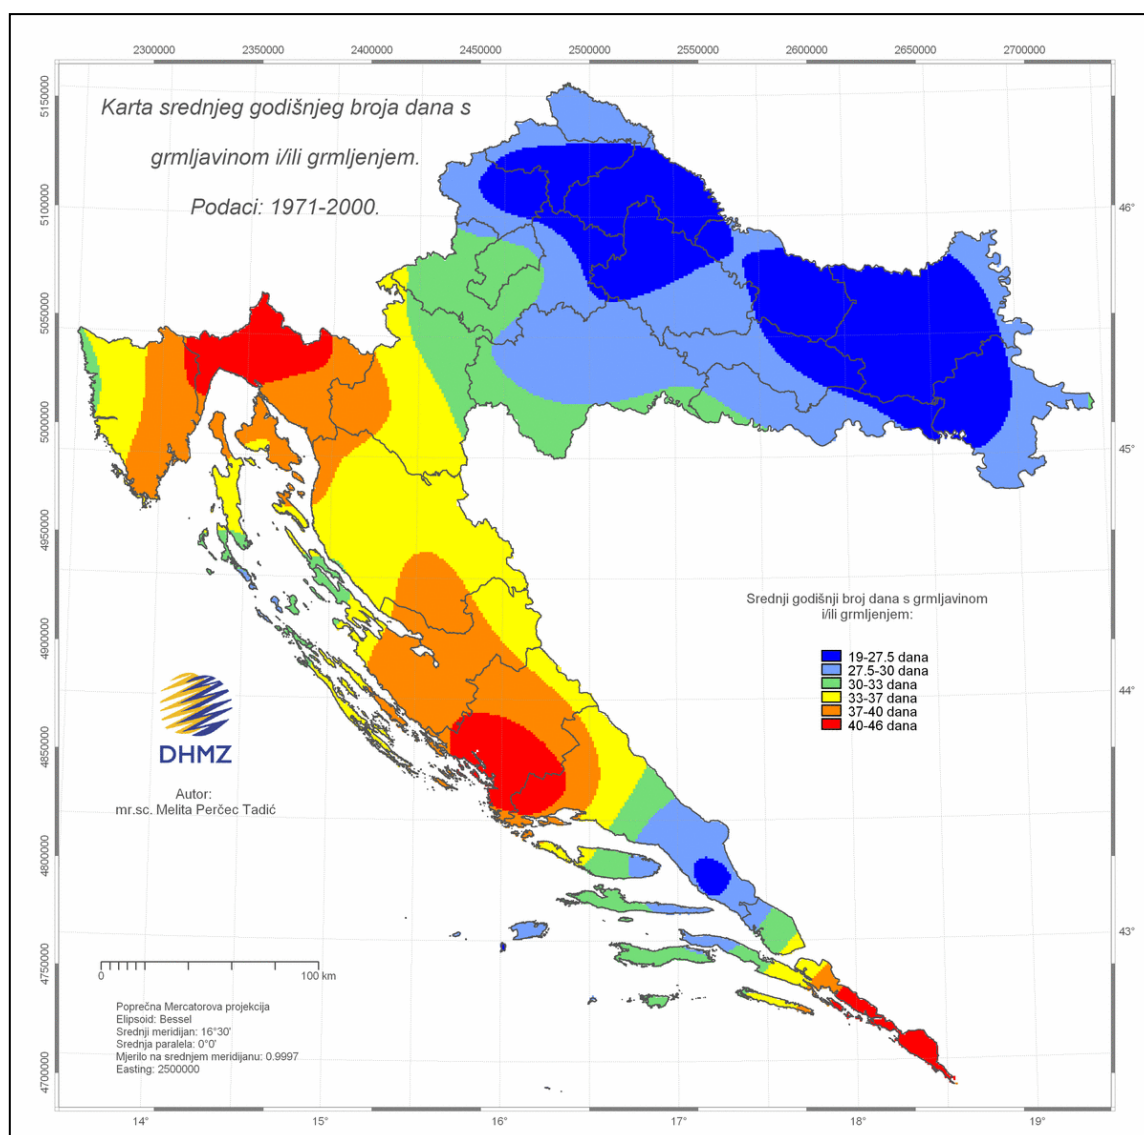 2300000 2350000 2400000 2450000 2500000 2550000 2600000 2650000 2700000
5150000
5100000
5050000
5000000
4950000
4900000
4850000
4800000
4750000
4700000
Karta srednjeg godišnjeg broja dana s
grmljavinom i/ili grmljenjem.
Podaci: 1971-2000.
46°
45°
44°
43°
Srednji godišnji broj dana s grmljavinom
i/ili grmljenjem:
19-27.5 dana
27.5-30 dana
30-33 dana
33-37 dana
37-40 dana
40-46 dana
DHMZ
Autor:
mr.sc. Melita Perčec Tadić
0 100 km
Poprečna Mercatorova projekcija
Elipsoid: Bessel
Srednji meridijan: 16°30'
Srednja paralela: 0°0'
Mjerilo na srednjem meridijanu: 0.9997
Easting: 2500000
14° 15° 16° 17° 18° 19°